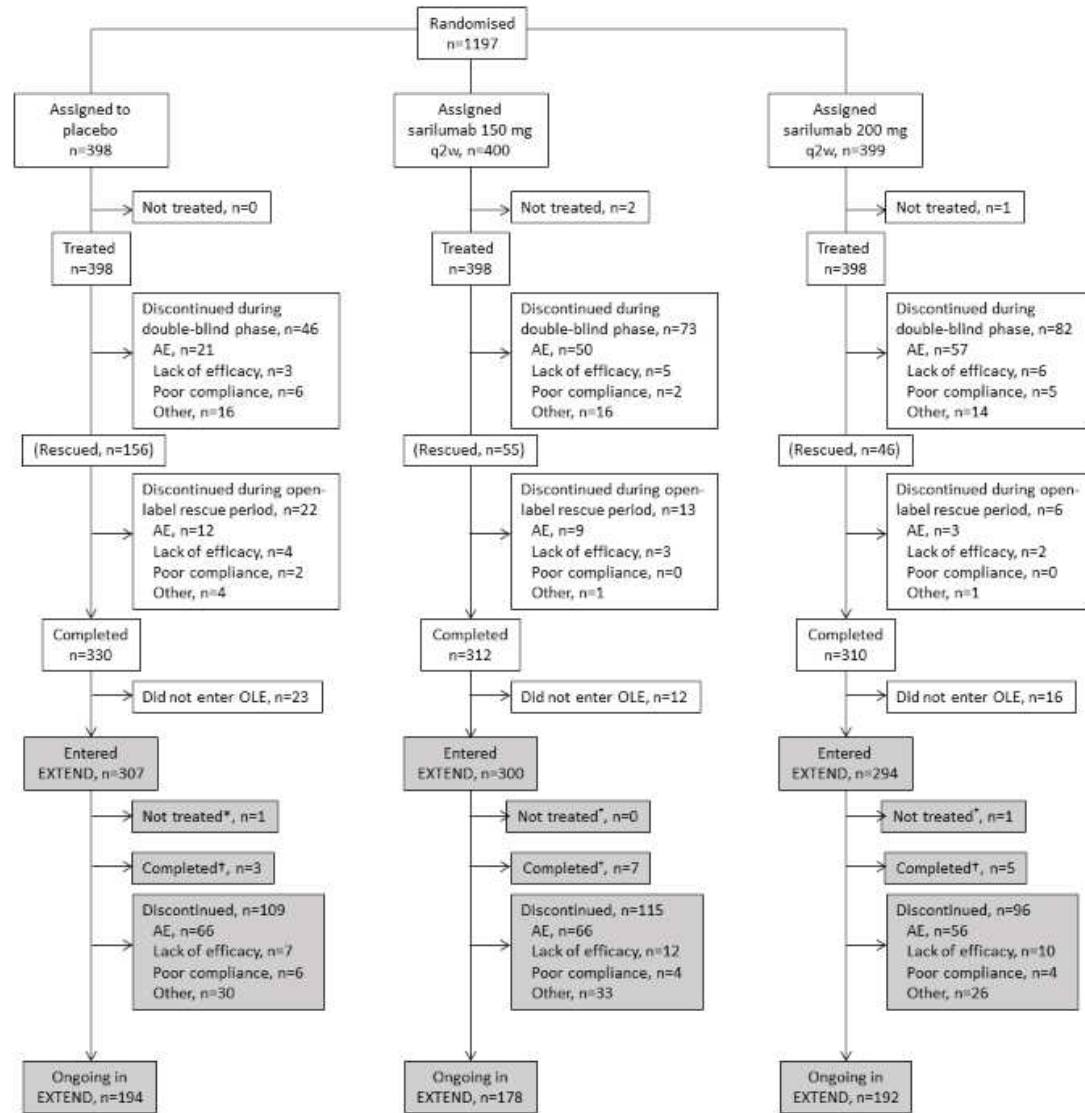 Randomised
n=1197
Assigned to
placebo
n=398
Assigned
sarilumab 150 mg
q2w, n=400
Assigned
sarilumab 200 mg
q2w, n=399
Not treated, n=0
Not treated, n=2
Not treated, n=1
Treated
n=398
Treated
n=398
Treated
n=398
Discontinued during
double-blind phase, n=46
AE, n=21
Lack of efficacy, n=3
Poor compliance, n=6
Other, n=16
Discontinued during
double-blind phase, n=73
AE, n=50
Lack of efficacy, n=5
Poor compliance, n=2
Other, n=16
Discontinued during
double-blind phase, n=82
AE, n=57
Lack of efficacy, n=6
Poor compliance, n=5
Other, n=14
(Rescued, n=156)
(Rescued, n=55)
(Rescued, n=46)
Discontinued during open-
label rescue period, n=22
AE, n=12
Lack of efficacy, n=4
Poor compliance, n=2
Other, n=4
Discontinued during open-
label rescue period, n=13
AE, n=9
Lack of efficacy, n=3
Poor compliance, n=0
Other, n=1
Discontinued during open-
label rescue period, n=6
AE, n=3
Lack of efficacy, n=2
Poor compliance, n=0
Other, n=1
Completed
n=330
Completed
n=312
Completed
n=310
Did not enter OLE, n=23
Did not enter OLE, n=12
Did not enter OLE, n=16
Entered
EXTEND, n=307
Entered
EXTEND, n=300
Entered
EXTEND, n=294
Not treated*, n=1
Not treated*, n=0
Not treated*, n=1
Completed†, n=3
Completed†, n=7
Completed†, n=5
Discontinued, n=109
AE, n=66
Lack of efficacy, n=7
Poor compliance, n=6
Other, n=30
Discontinued, n=115
AE, n=66
Lack of efficacy, n=12
Poor compliance, n=4
Other, n=33
Discontinued, n=96
AE, n=56
Lack of efficacy, n=10
Poor compliance, n=4
Other, n=26
Ongoing in
EXTEND, n=194
Ongoing in
EXTEND, n=178
Ongoing in
EXTEND, n=192